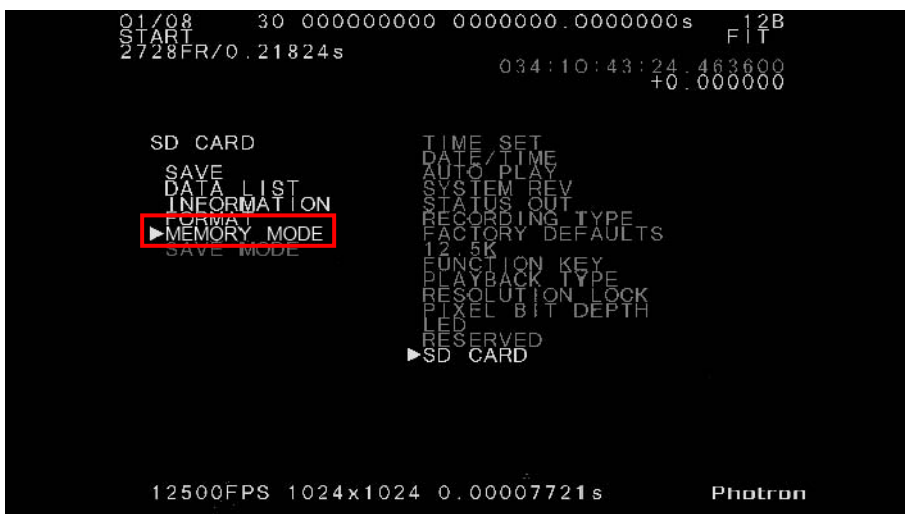 01/08 30 000000000 0000000.0000000s 12B
START FIT
2728FR/0.21824s
034:10:43:24.463600
+0.000000
SD CARD
SAVE
DATA LIST
INFORMATION
FORMAT
▶MEMORY MODE
SAVE MODE
TIME SET
DATE/TIME
AUTO PLAY
SYSTEM REV
STATUS OUT
RECORDING TYPE
FACTORY DEFAULTS
12.5K
FUNCTION KEY
PLAYBACK TYPE
RESOLUTION LOCK
PIXEL BIT DEPTH
LED
RESERVED
▶SD CARD
12500FPS 1024x1024 0.00007721s Photron